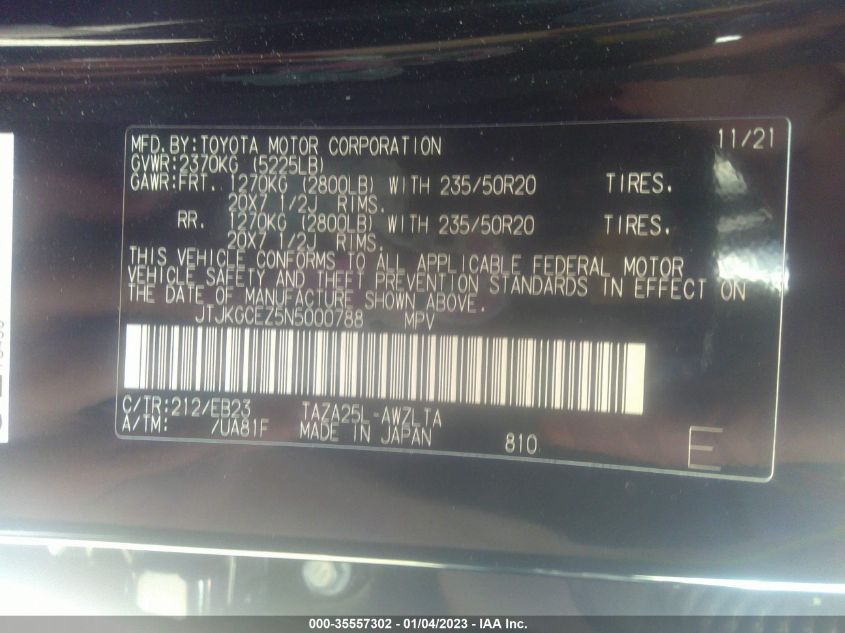 MFD.BY:TOYOTA MOTOR CORPORATION 11/21
GVWR:2370KG (5225LB)
GAWR:FRT. 1270KG (2800LB) WITH 235/50R20 TIRES.
20X7 1/2J RIMS.
RR. 1270KG (2800LB) WITH 235/50R20 TIRES.
20X7 1/2J RIMS.
THIS VEHICLE CONFORMS TO ALL APPLICABLE FEDERAL MOTOR
VEHICLE SAFETY AND THEFT PREVENTION STANDARDS IN EFFECT ON
THE DATE OF MANUFACTURE SHOWN ABOVE.
JTJKGCEZ5N5000788 MPV
C/TR:212/EB23 TAZA25L-AWZLTA
A/TM: /UA81F MADE IN JAPAN 810 E
000-35557302 - 01/04/2023 - IAA Inc.